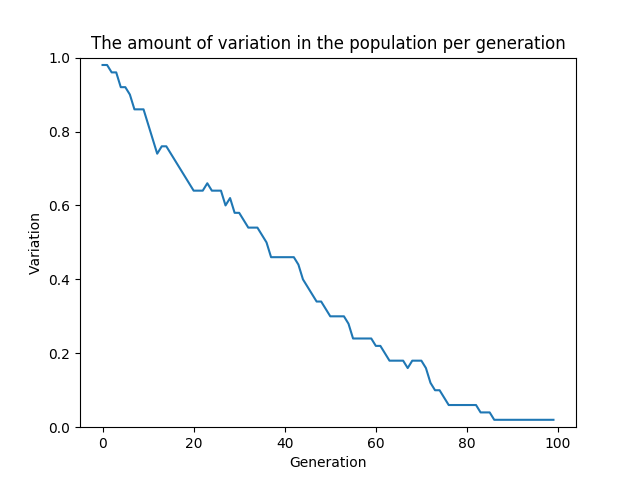 The amount of variation in the population per generation
1.0
0.8
0.6
0.4
0.2
0.0
Variation
0 20 40 60 80 100
Generation